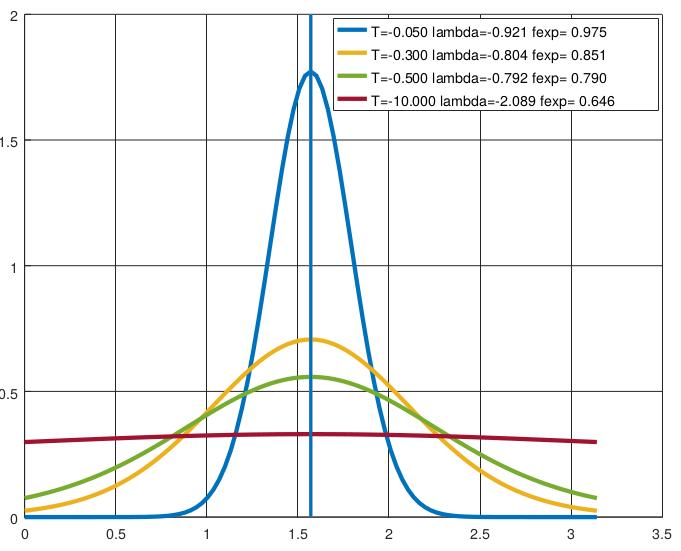 2
1.5
1
0.5
0
0 0.5 1 1.5 2 2.5 3 3.5
T=-0.050 lambda=-0.921 fexp= 0.975
T=-0.300 lambda=-0.804 fexp= 0.851
T=-0.500 lambda=-0.792 fexp= 0.790
T=-10.000 lambda=-2.089 fexp= 0.646